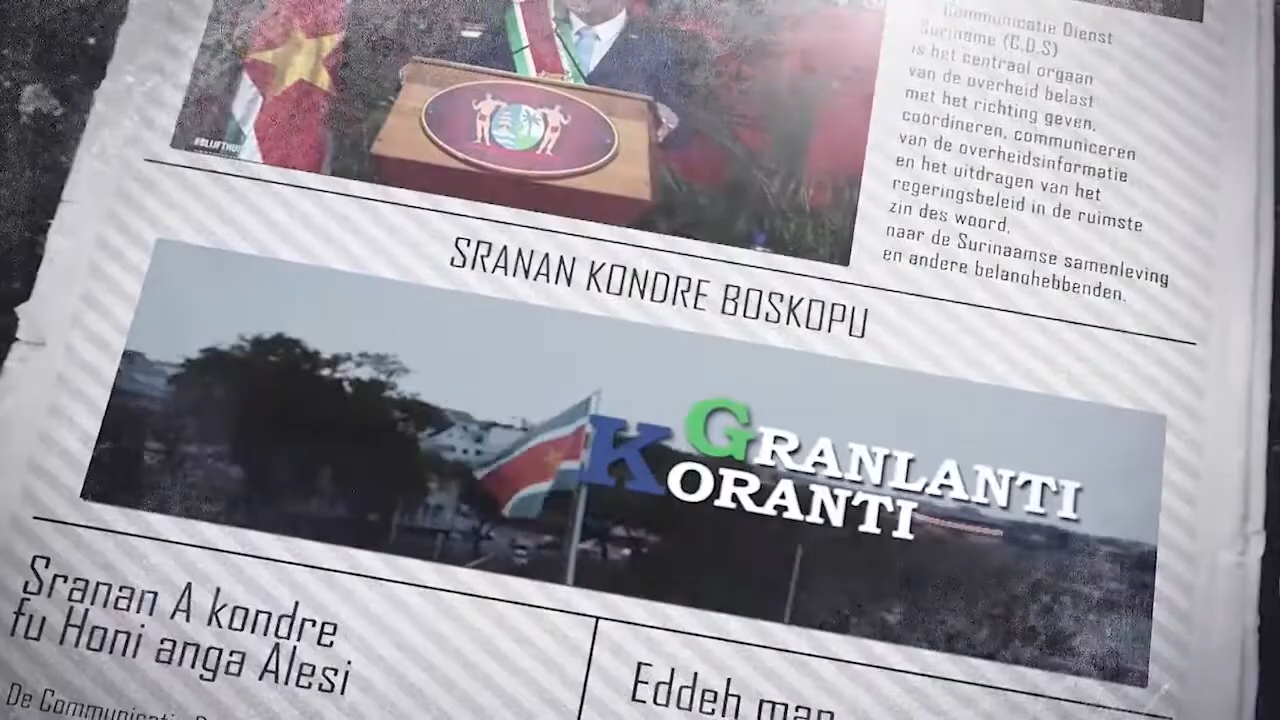 Communicatie Dienst
Suriname (C.D.S)
is het centraal orgaan
van de overheid belast
met het richting geven,
coördineren, communiceren
van de overheidsinformatie
en het uitdragen van het
regeringsbeleid in de ruimste
zin des woord,
naar de Surinaamse samenleving
en andere belanghebbenden.
SRANAN KONDRE BOSKOPU
GRANLANTI
KORANTI
Sranan A kondre
fu Honi anga Alesi
De
Eddeh man